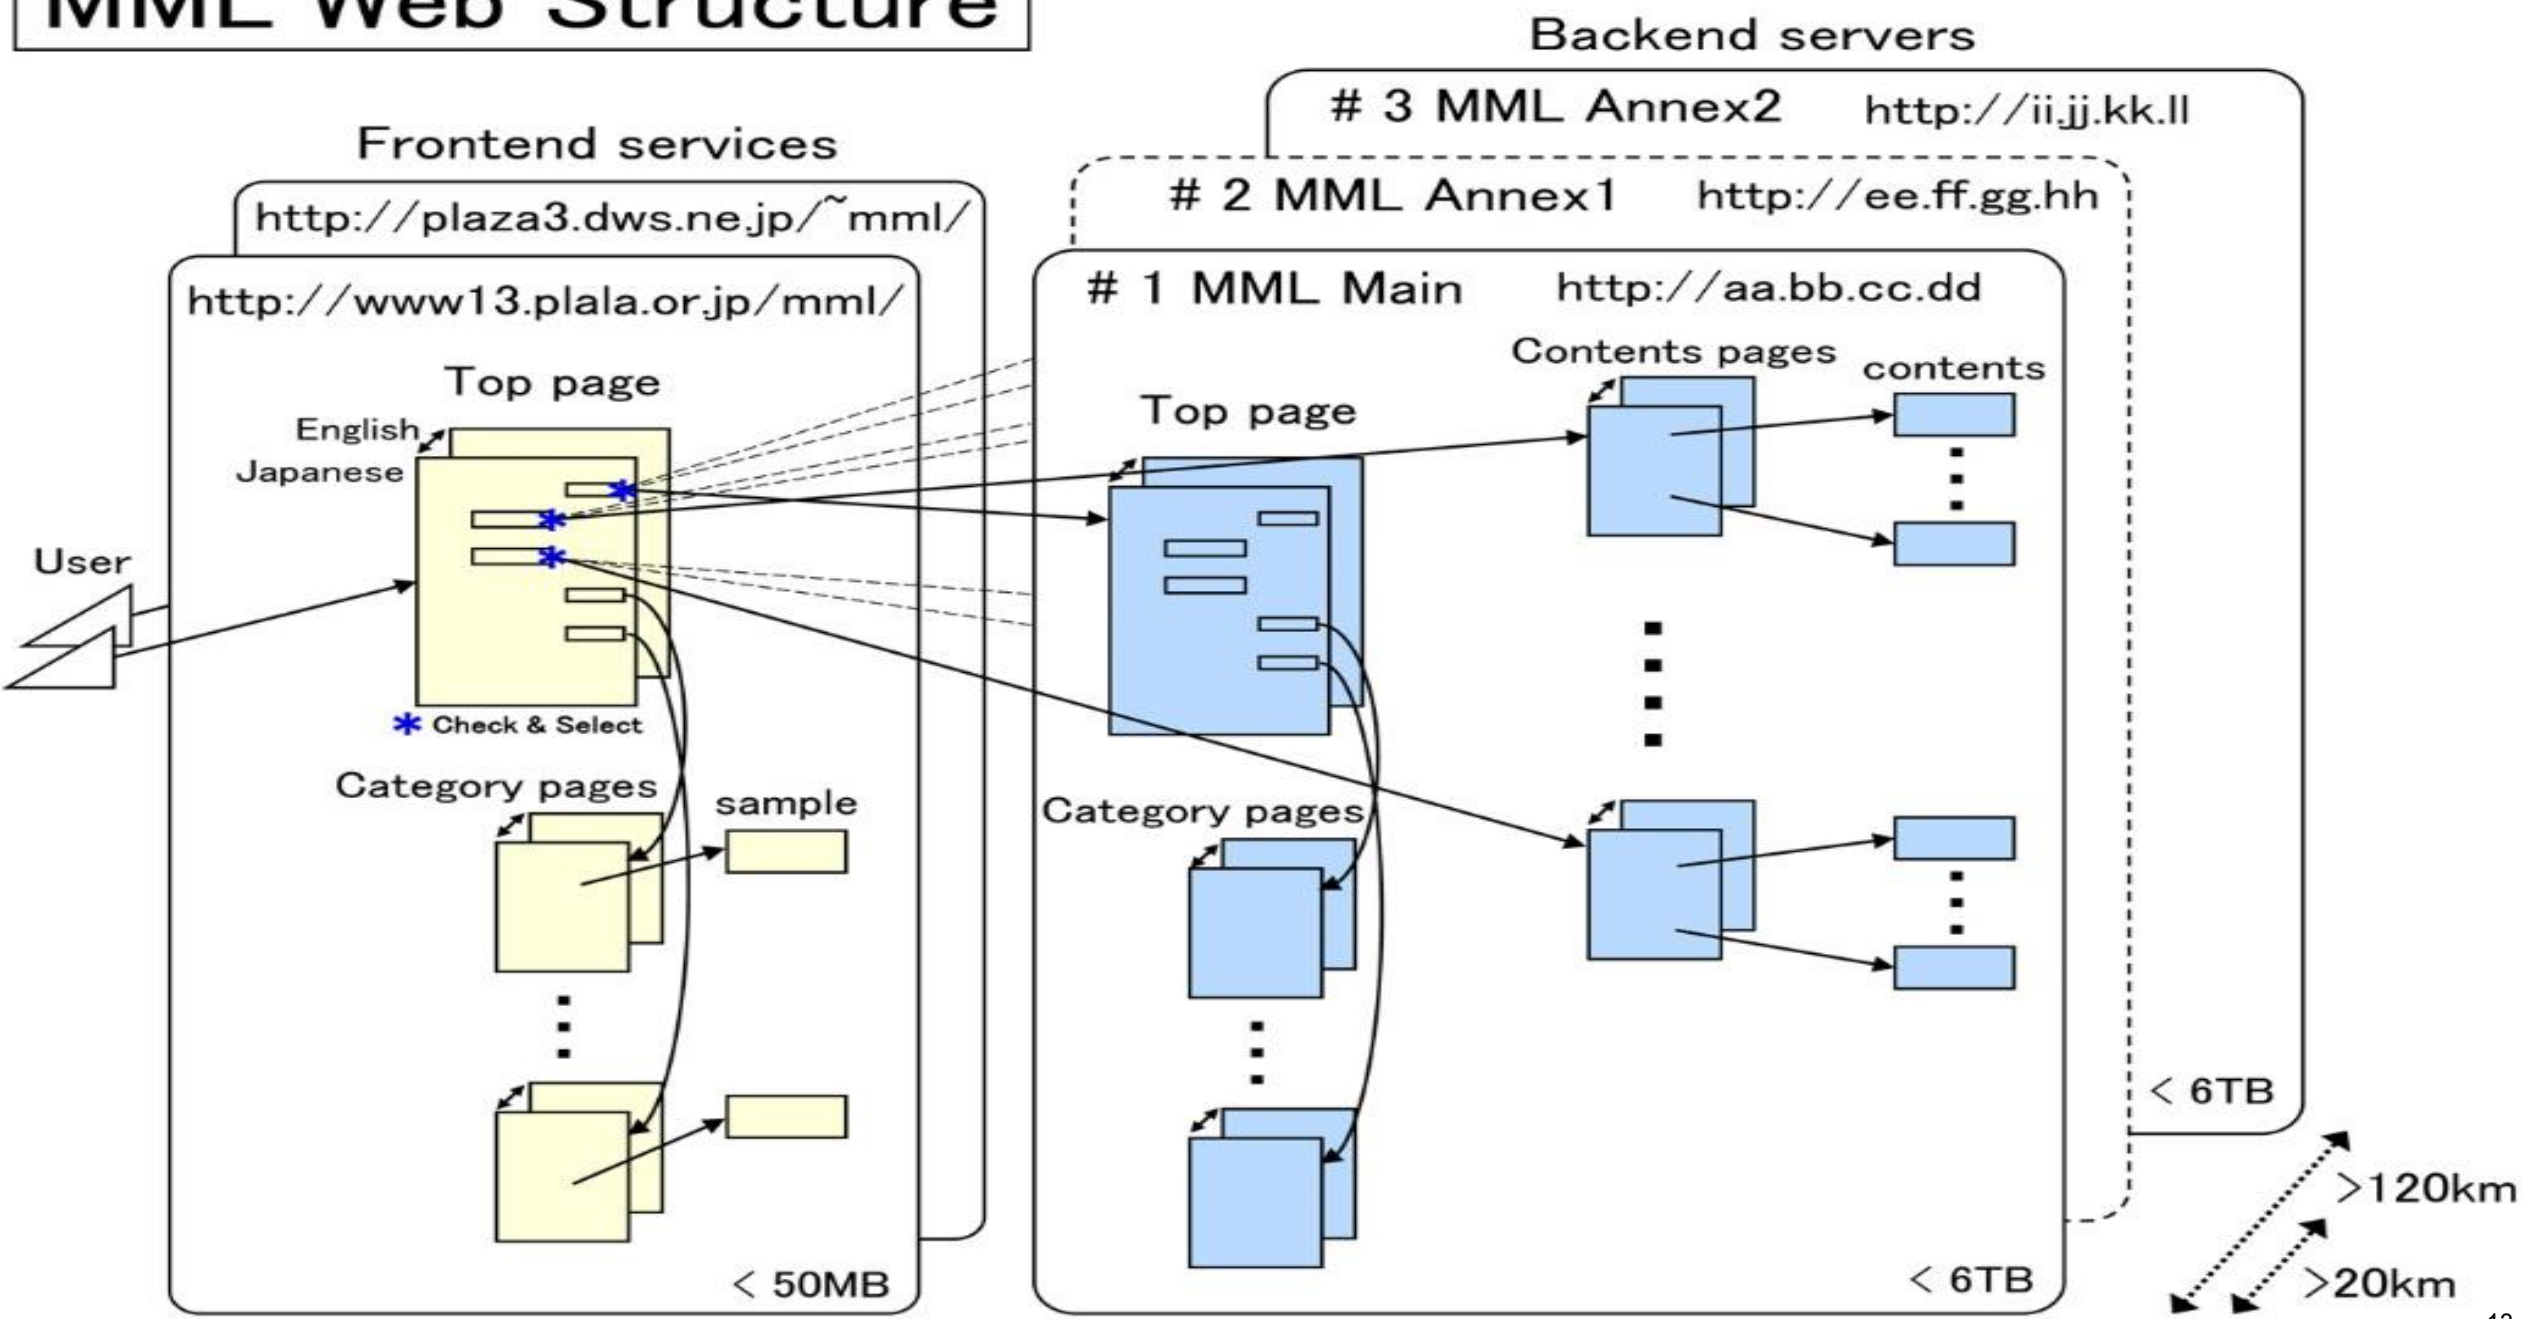 MML Web Structure
Backend servers
# 3 MML Annex2 http://ii.jj.kk.ll
Frontend services
# 2 MML Annex1 http://ee.ff.gg.hh
http://plaza3.dws.ne.jp/~mml/
http://www13.plala.or.jp/mml/
# 1 MML Main http://aa.bb.cc.dd
Top page
English
Japanese
User
* Check & Select
Category pages
sample
< 50MB
Top page
Contents pages
contents
Category pages
< 6TB
< 6TB
>120km
>20km